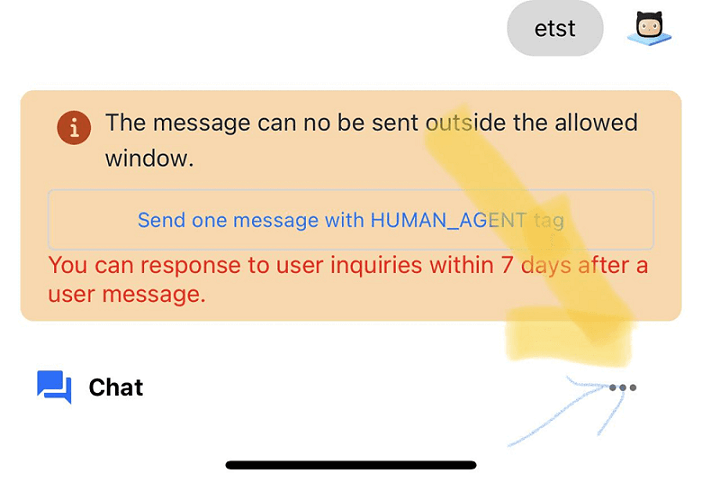 etst
The message can no be sent outside the allowed
window.
Send one message with HUMAN_AGENT tag
You can response to user inquiries within 7 days after a
user message.
Chat